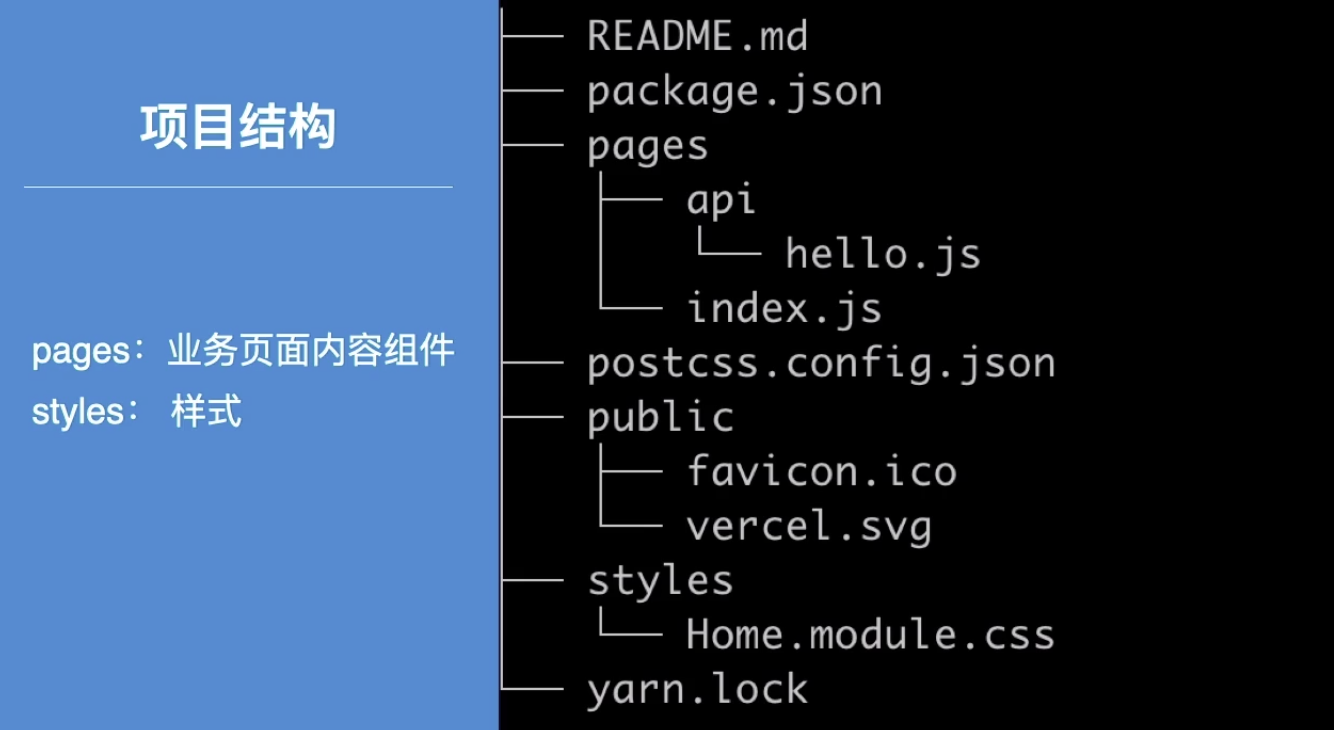 项目结构
pages：业务页面内容组件
styles： 样式
README.md
package.json
pages
api
hello.js
index.js
postcss.config.json
public
favicon.ico
vercel.svg
styles
Home.module.css
yarn.lock